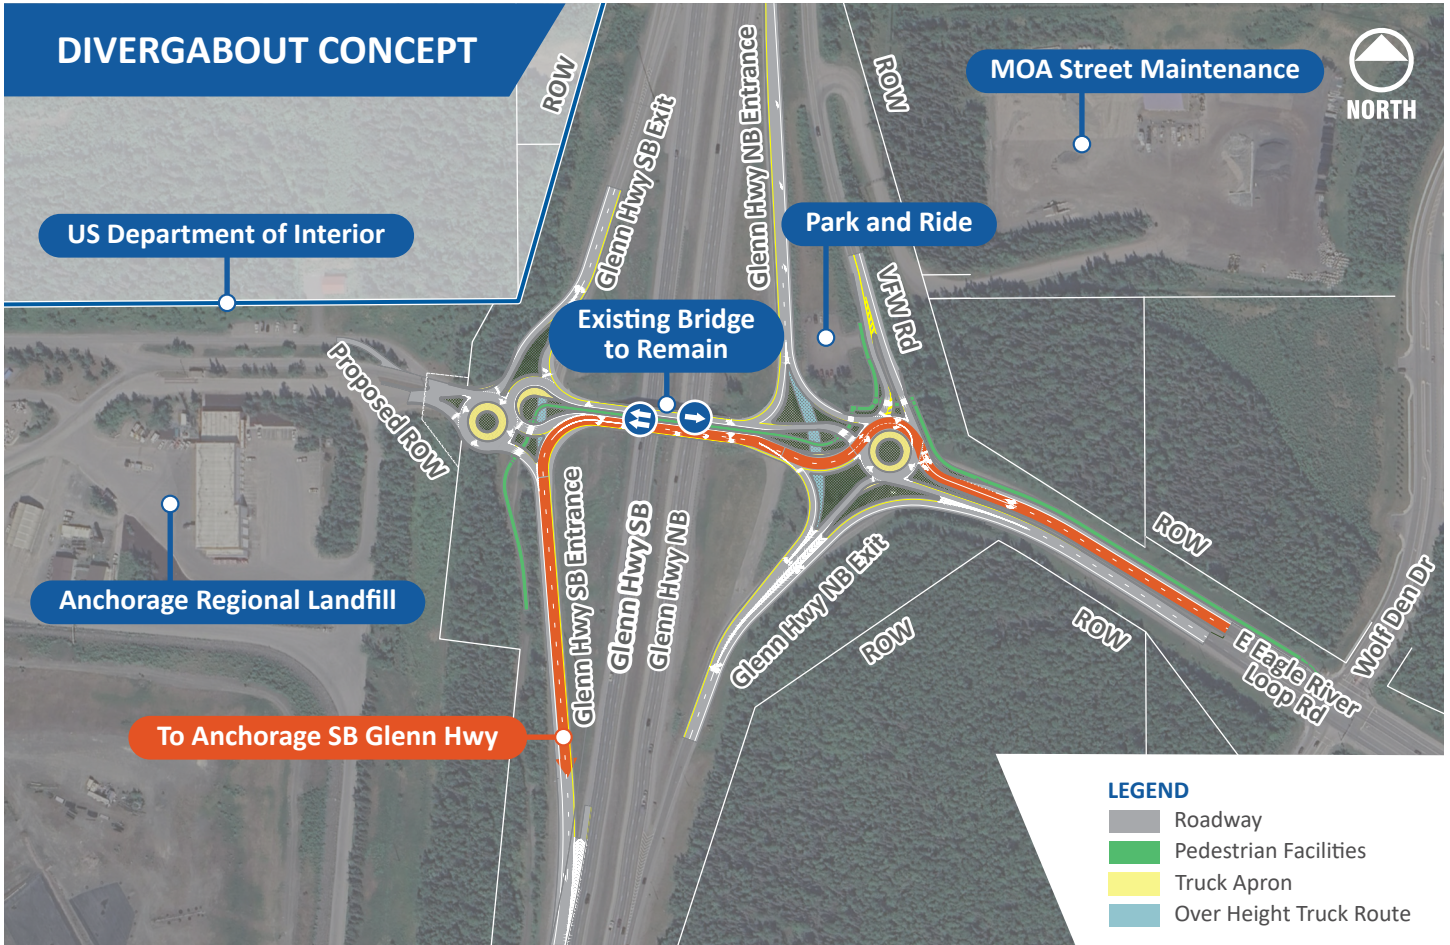 DIVERGABOUT CONCEPT
ROW
Glenn Hwy SB Exit
Glenn Hwy NB Entrance
ROW
MOA Street Maintenance
NORTH
US Department of Interior
Park and Ride
VFW Rd
Existing Bridge
to Remain
Proposed ROW
Anchorage Regional Landfill
Glenn Hwy SB Entrance
Glenn Hwy SB
Glenn Hwy NB
Glenn Hwy NB Exit
ROW
ROW
ROW
E Eagle River
Loop Rd
Wolf Den Dr
To Anchorage SB Glenn Hwy
LEGEND
Roadway
Pedestrian Facilities
Truck Apron
Over Height Truck Route